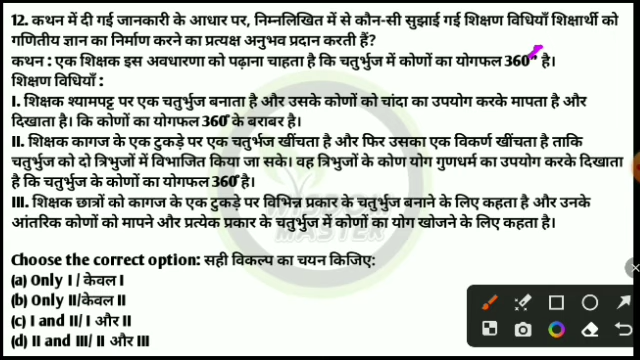 12. कथन में दी गई जानकारी के आधार पर, निम्नलिखित में से कौन-सी सुझाई गई शिक्षण विधियाँ शिक्षार्थी को
गणितीय ज्ञान का निर्माण करने का प्रत्यक्ष अनुभव प्रदान करती हैं?
कथन : एक शिक्षक इस अवधारणा को पढ़ाना चाहता है कि चतुर्भुज में कोणों का योगफल 360° है।
शिक्षण विधियाँ :
I. शिक्षक श्यामपट्ट पर एक चतुर्भुज बनाता है और उसके कोणों को चांदा का उपयोग करके मापता है और
दिखाता है। कि कोणों का योगफल 360° के बराबर है।
II. शिक्षक कागज के एक टुकड़े पर एक चतुर्भज खींचता है और फिर उसका एक विकर्ण खींचता है ताकि
चतुर्भुज को दो त्रिभुजों में विभाजित किया जा सके। वह त्रिभुजों के कोण योग गुणधर्म का उपयोग करके दिखाता
है कि चतुर्भुज के कोणों का योगफल 360° है।
III. शिक्षक छात्रों को कागज के एक टुकड़े पर विभिन्न प्रकार के चतुर्भुज बनाने के लिए कहता है और उनके
आंतरिक कोणों को मापने और प्रत्येक प्रकार के चतुर्भुज में कोणों का योग खोजने के लिए कहता है।
MASTER
Choose the correct option: सही विकल्प का चयन किजिए:
(a) Only I / केवल I
(b) Only II/केवल II
(c) I and II/ I और II
(d) II and III/ II और III